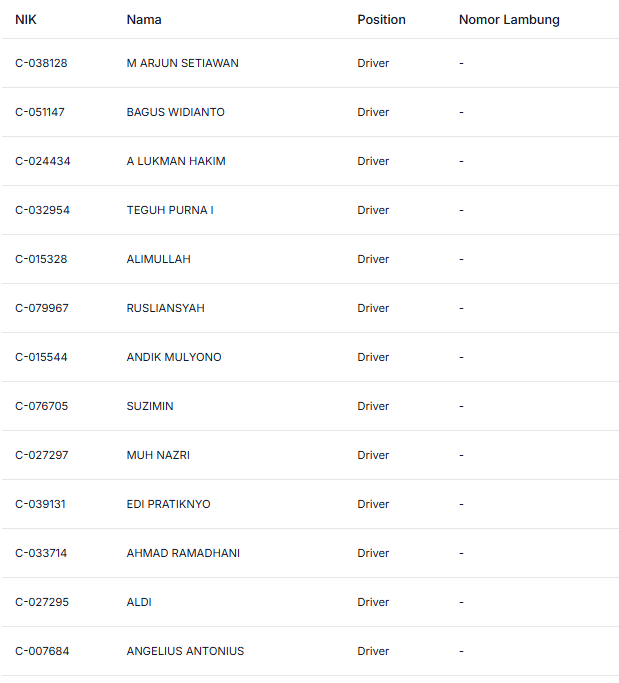 NIK Nama Position Nomor Lambung
C-038128 M ARJUN SETIAWAN Driver -
C-051147 BAGUS WIDIANTO Driver -
C-024434 A LUKMAN HAKIM Driver -
C-032954 TEGUH PURNA I Driver -
C-015328 ALIMULLAH Driver -
C-079967 RUSLIANSYAH Driver -
C-015544 ANDIK MULYONO Driver -
C-076705 SUZIMIN Driver -
C-027297 MUH NAZRI Driver -
C-039131 EDI PRATIKNYO Driver -
C-033714 AHMAD RAMADHANI Driver -
C-027295 ALDI Driver -
C-007684 ANGELIUS ANTONIUS Driver -